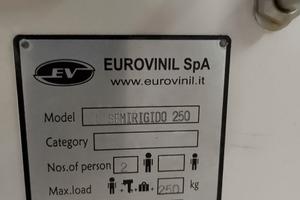 EV EUROVINIL SpA
www.eurovinil.it
Model SEMIRIGIDO 250
Category
Nos.of person 2
Max.load 250 kg